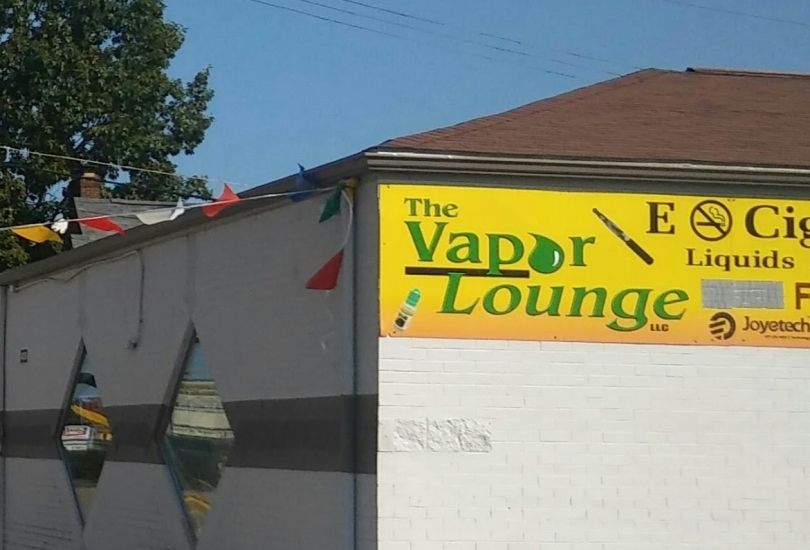 The
Vapor
Lounge
LLC
E Cig
Liquids
F
Joyetech